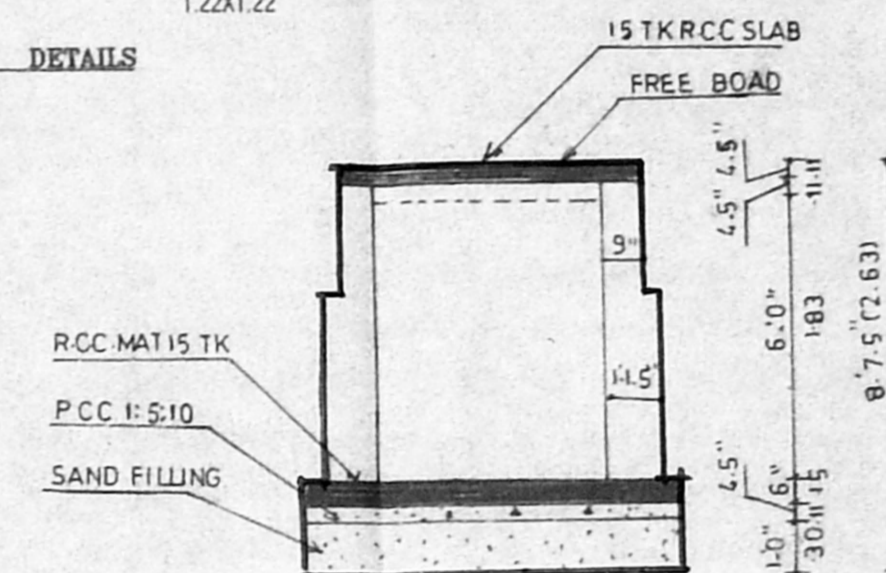 1.22X1.22
DETAILS
15 TK R.CC SLAB
FREE BOAD
4.5" 4.5"
.11.11
9"
6'.0"
1.83
8'.7.5" (2.63)
R.CC.MAT 15 TK
1'.1.5"
P.C.C 1:5:10
SAND FILLING
4.5" 6"
.15
1'.0"
.30.11